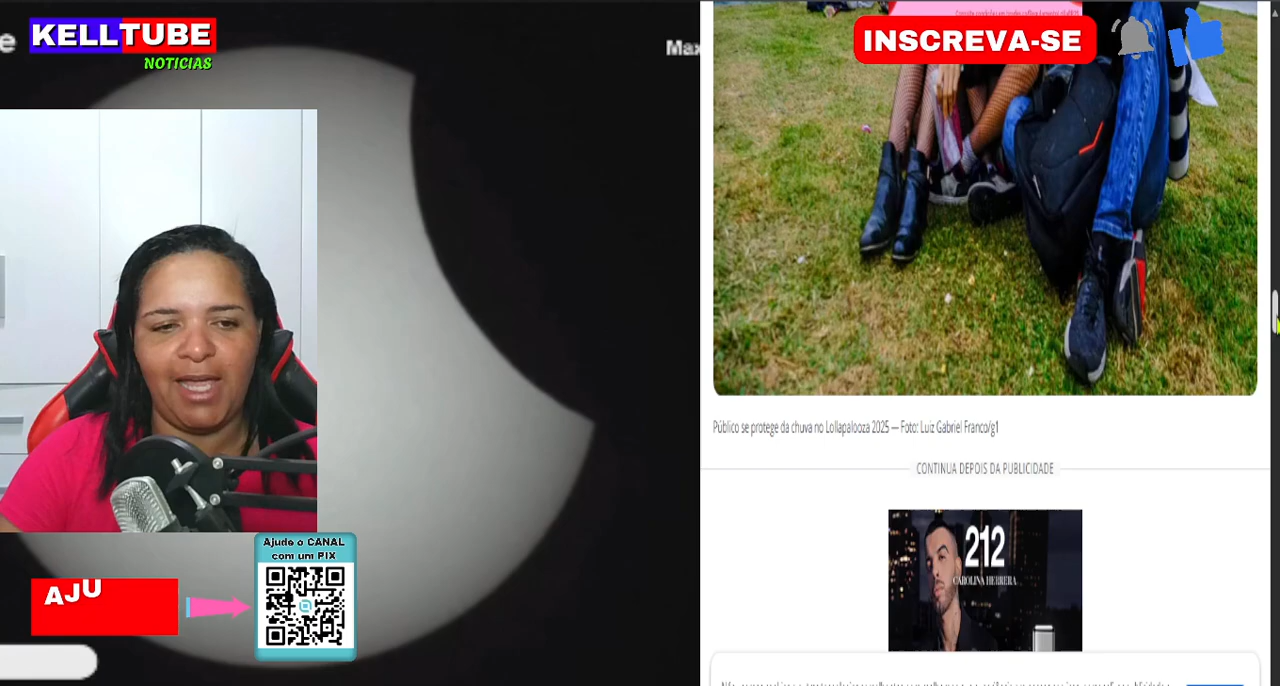 KELLTUBE
NOTICIAS
e
Max
INSCREVA-SE
Público se protege da chuva no Lollapalooza 2025 — Foto: Luiz Gabriel Franco/g1
CONTINUA DEPOIS DA PUBLICIDADE
212
CAROLINA HERRERA
Ajude o CANAL
com um PIX
AJU